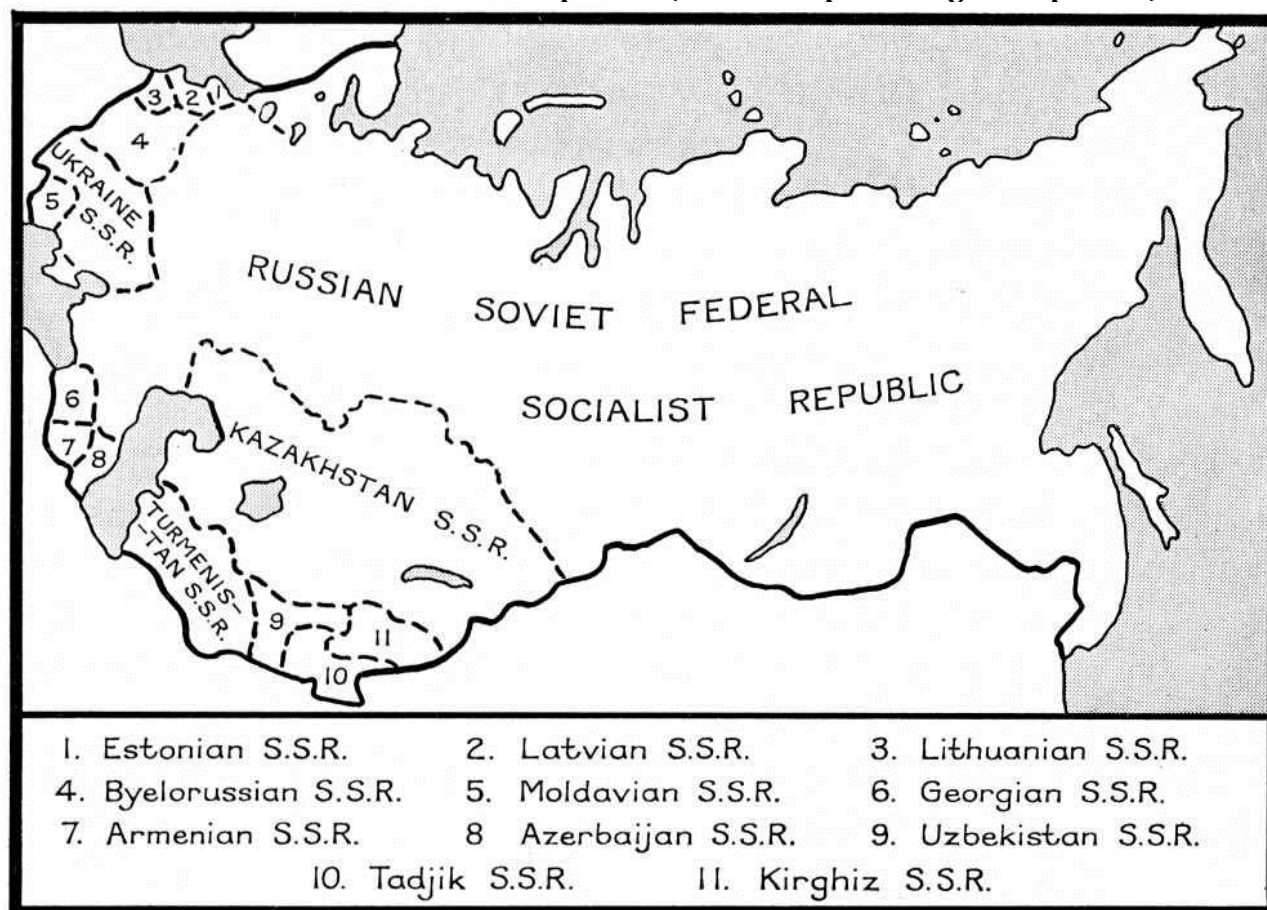 3 2 1
4
UKRAINE
S.S.R.
5
RUSSIAN SOVIET FEDERAL
SOCIALIST REPUBLIC
6
7
8
KAZAKHSTAN S.S.R.
TURMENIS-
-TAN S.S.R.
9
10
11
1. Estonian S.S.R. 2. Latvian S.S.R. 3. Lithuanian S.S.R.
4. Byelorussian S.S.R. 5. Moldavian S.S.R. 6. Georgian S.S.R.
7. Armenian S.S.R. 8 Azerbaijan S.S.R. 9. Uzbekistan S.S.R.
10. Tadjik S.S.R. 11. Kirghiz S.S.R.